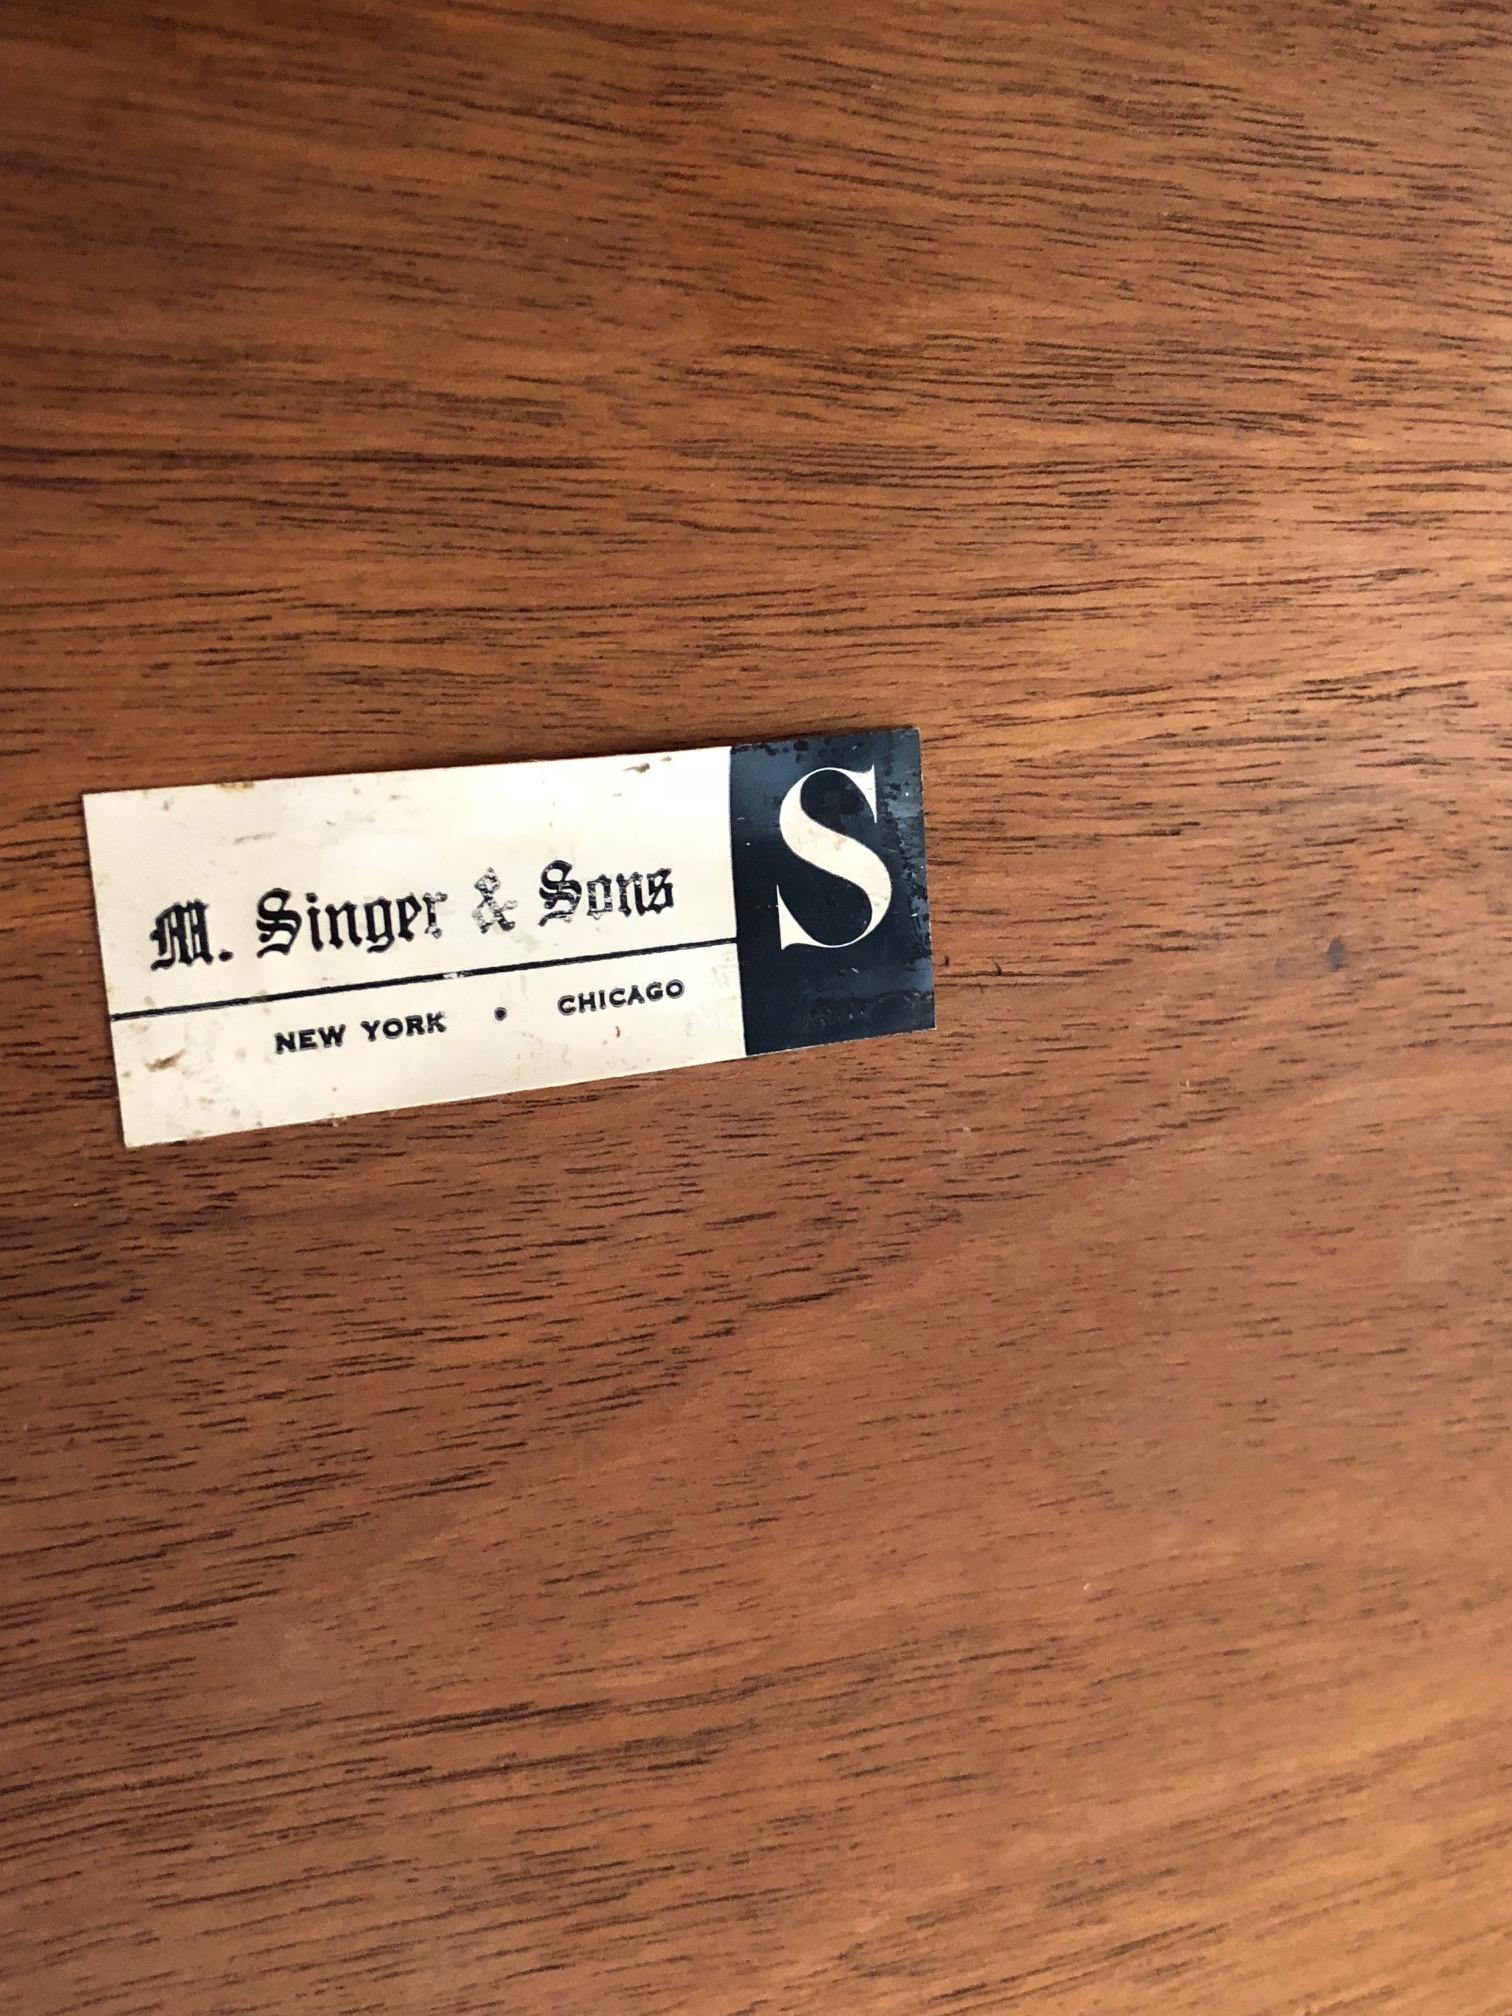 M. Singer & Sons
NEW YORK • CHICAGO
S